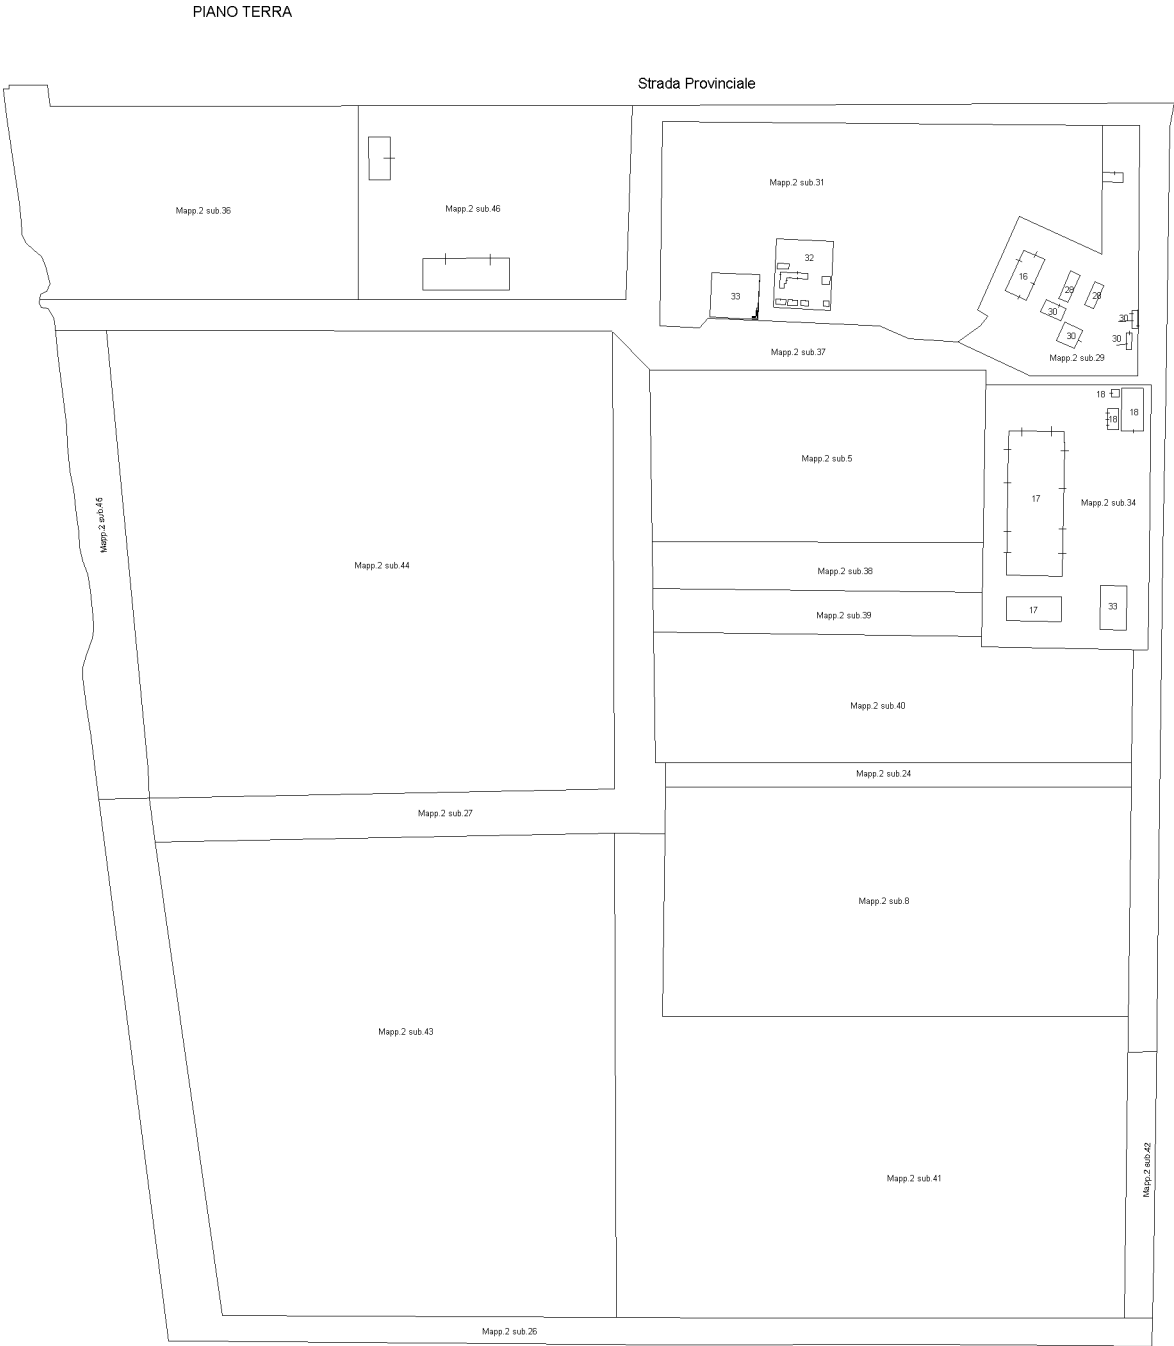 PIANO TERRA
Strada Provinciale
Mapp.2 sub.31
Mapp.2 sub.36
Mapp.2 sub.46
32
16
33
28
28
30
30
30
30
Mapp.2 sub.37
Mapp.2 sub.29
18
18
18
Mapp.2 sub.5
17
Mapp.2 sub.34
Mapp.2 sub.45
Mapp.2 sub.44
Mapp.2 sub.38
17
33
Mapp.2 sub.39
Mapp.2 sub.40
Mapp.2 sub.24
Mapp.2 sub.27
Mapp.2 sub.8
Mapp.2 sub.43
Mapp.2 sub.42
Mapp.2 sub.41
Mapp.2 sub.26